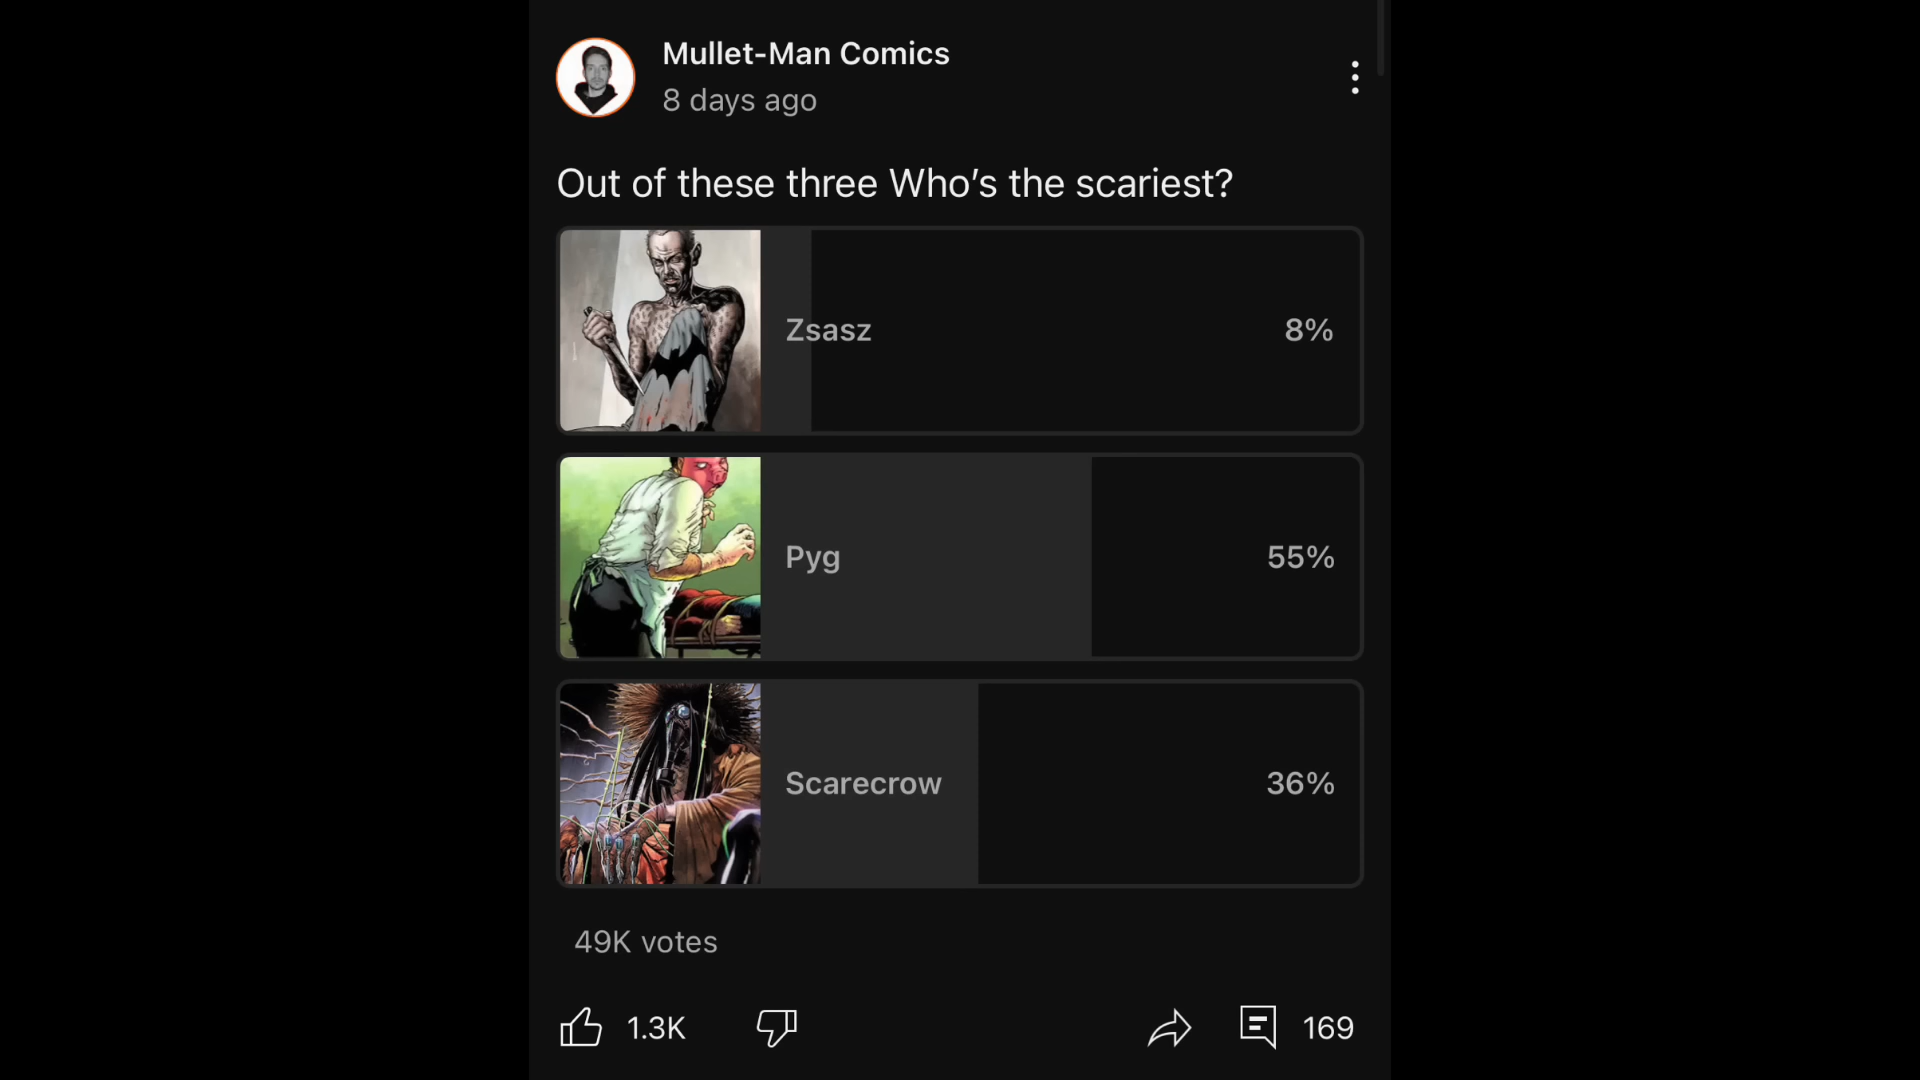 Mullet-Man Comics
8 days ago
Out of these three Who’s the scariest?
Zsasz 8%
Pyg 55%
Scarecrow 36%
49K votes
1.3K 169